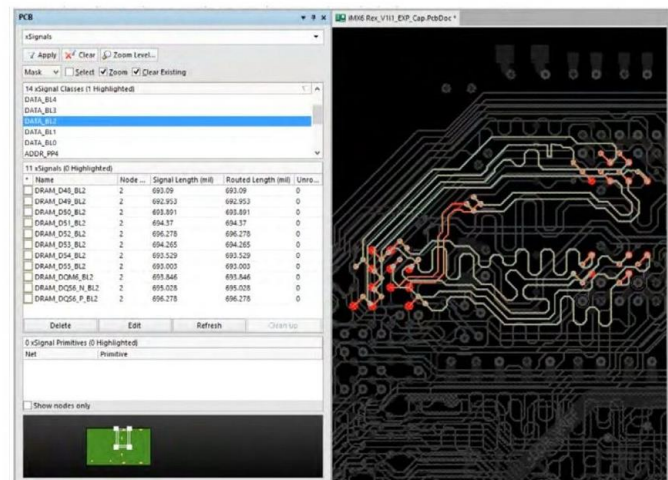 PCB
iMX6 Rex_V1I1_EXP_Cap.PcbDoc *
xSignals
Apply Clear Zoom Level...
Mask Select Zoom Clear Existing
14 xSignal Classes (1 Highlighted)
DATA_BL4
DATA_BL3
DATA_BL2
DATA_BL1
DATA_BL0
ADDR_PP4
11 xSignals (0 Highlighted)
* Name Node ... Signal Length (mil) Routed Length (mil) Unro...
DRAM_D48_BL2 2 693.09 693.09 0
DRAM_D49_BL2 2 692.953 692.953 0
DRAM_D50_BL2 2 693.891 693.891 0
DRAM_D51_BL2 2 694.37 694.37 0
DRAM_D52_BL2 2 696.278 696.278 0
DRAM_D53_BL2 2 694.265 694.265 0
DRAM_D54_BL2 2 693.529 693.529 0
DRAM_D55_BL2 2 693.003 693.003 0
DRAM_DQM6_BL2 2 693.846 693.846 0
DRAM_DQS6_N_BL2 2 695.028 695.028 0
DRAM_DQS6_P_BL2 2 696.278 696.278 0
Delete Edit Refresh Clean Up
0 xSignal Primitives (0 Highlighted)
Net Primitive
Show nodes only